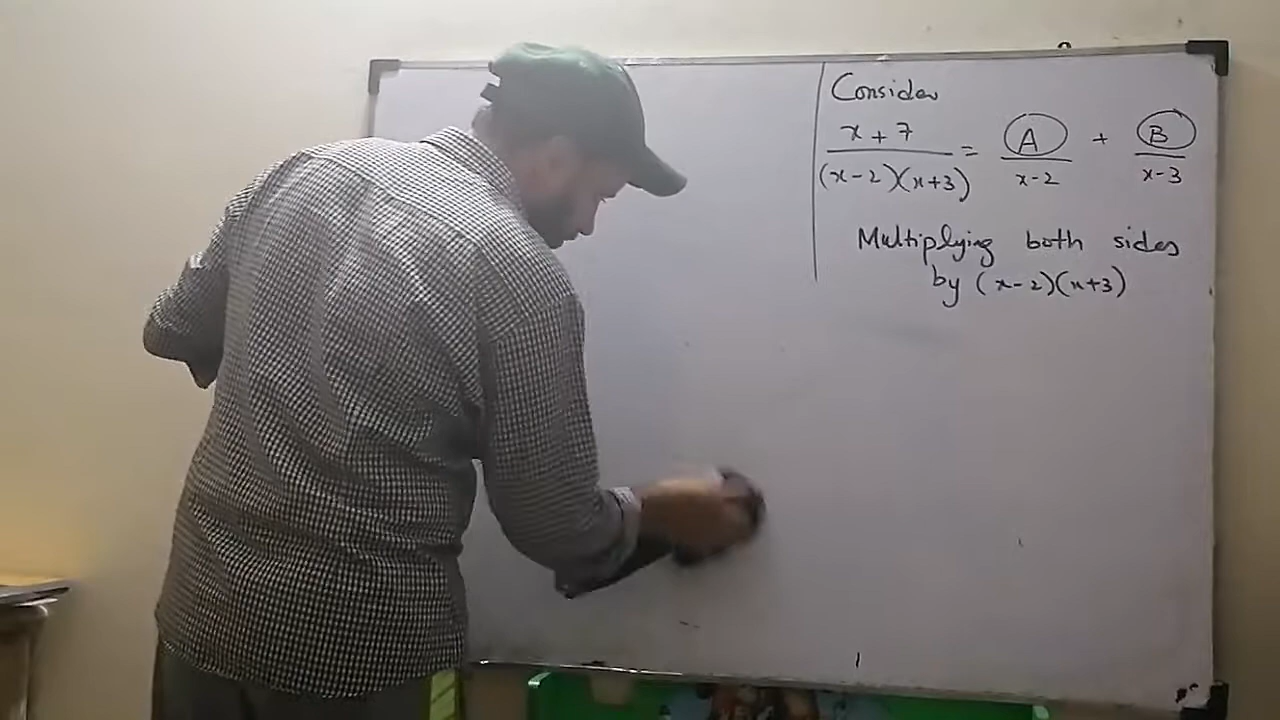 Consider
x + 7 / (x-2)(x+3) = A / x-2 + B / x-3
Multiplying both sides
by (x-2)(x+3)